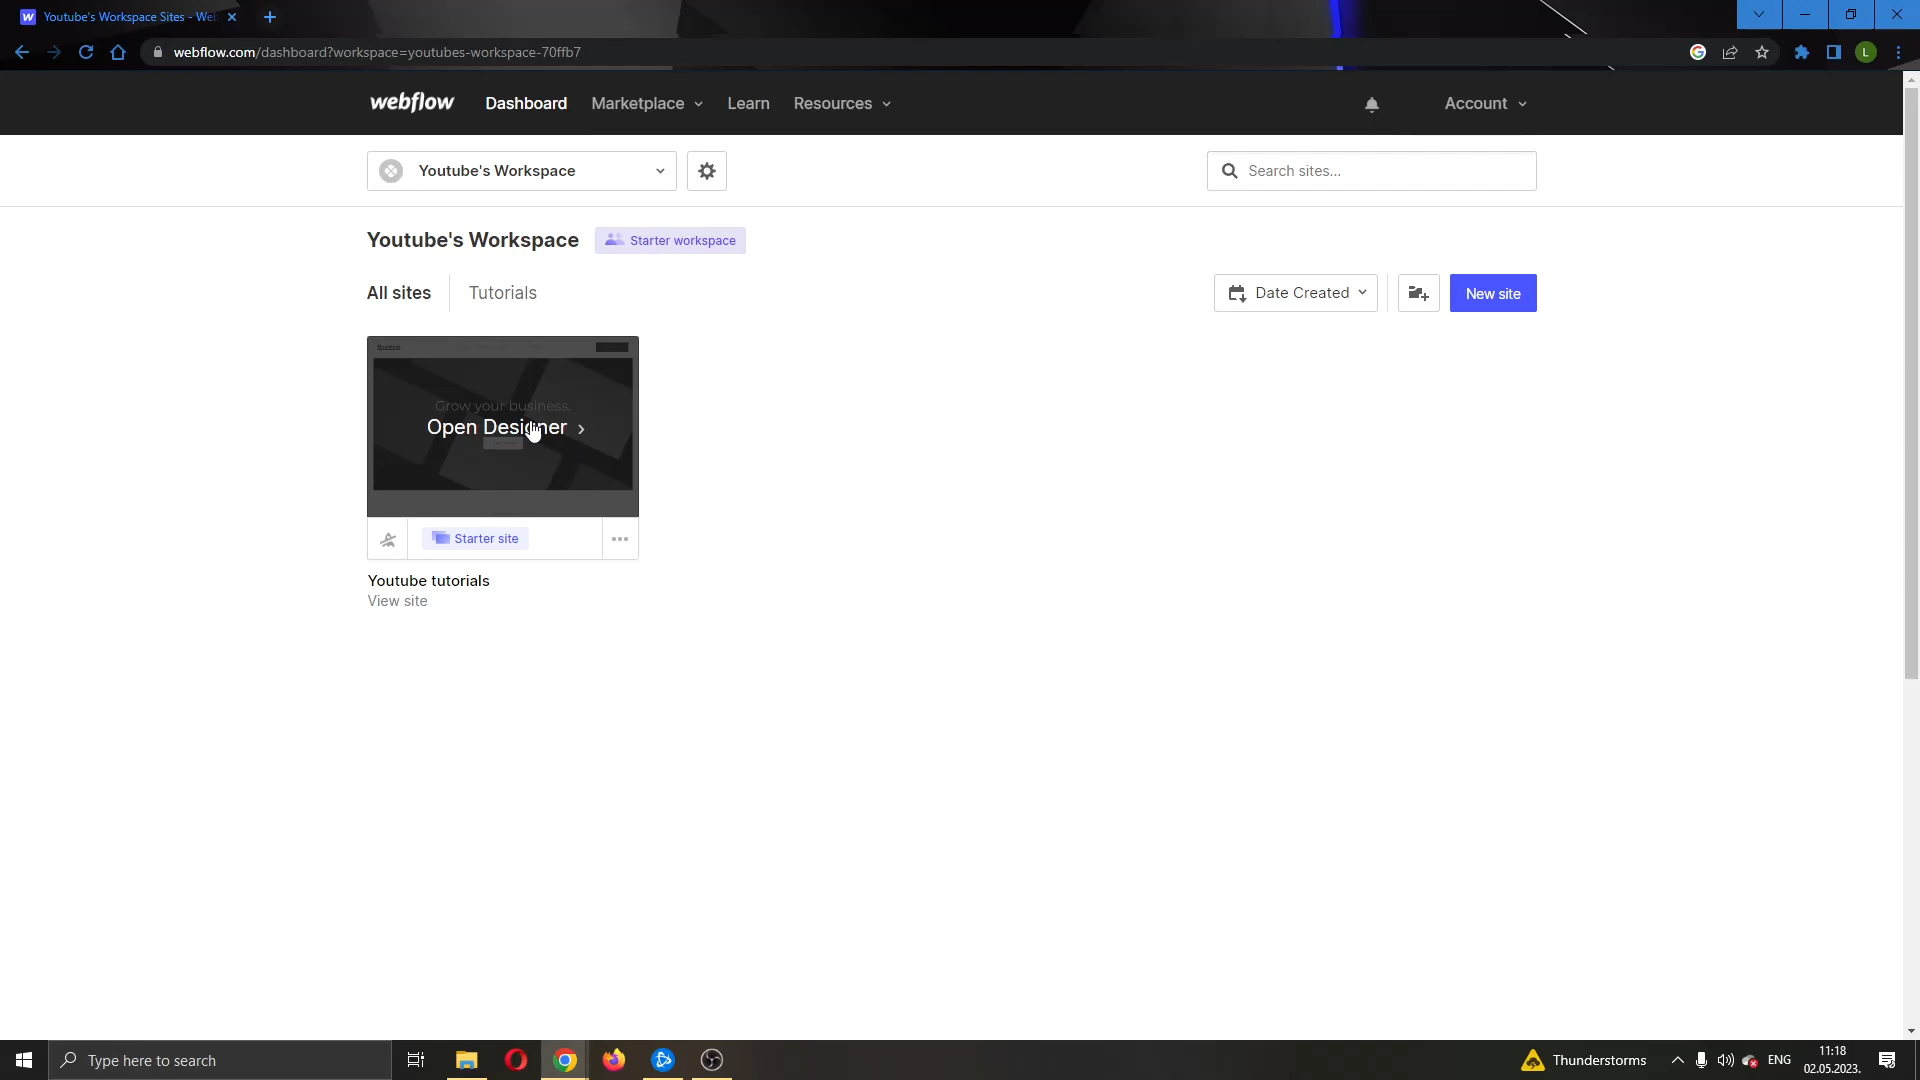 Youtube's Workspace Sites - Web
webflow.com/dashboard?workspace=youtubes-workspace-70ffb7
L
webflow
Dashboard
Marketplace
Learn
Resources
Account
Youtube's Workspace
Search sites...
Youtube's Workspace
Starter workspace
All sites
Tutorials
Date Created
New site
Grow your business.
Open Designer
Starter site
Youtube tutorials
View site
Type here to search
Thunderstorms
ENG
11:18
02.05.2023.